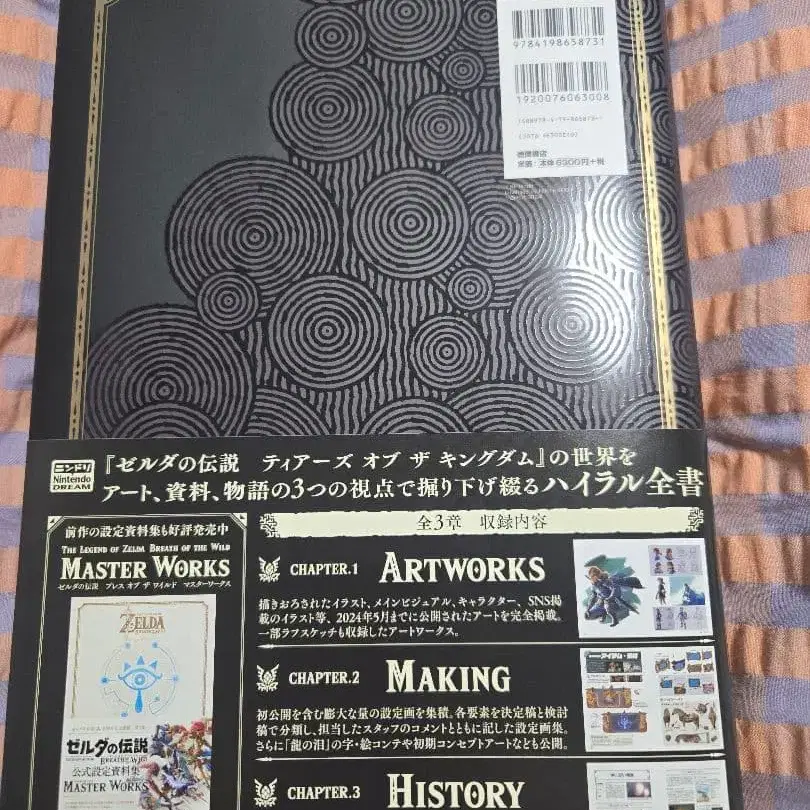 9784198658731
1920076063008
徳間書店
定価：本体6300円+税
ニンドリ
Nintendo
DREAM
『ゼルダの伝説　ティアーズ オブ ザ キングダム』の世界を
アート、資料、物語の3つの視点で掘り下げ綴るハイラル全書
前作の設定資料集も好評発売中
THE LEGEND OF ZELDA BREATH OF THE WILD
MASTER WORKS
ゼルダの伝説　ブレス オブ ザ ワイルド　マスターワークス
ZELDA
ゼルダの伝説
BREATH OF THE WILD
公式設定資料集
MASTER WORKS
全3章　収録内容
CHAPTER.1 ARTWORKS
描きおろされたイラスト、メインビジュアル、キャラクター、SNS掲
載のイラスト等、2024年5月までに公開されたアートを完全掲載。
一部ラフスケッチも収録したアートワークス。
CHAPTER.2 MAKING
初公開を含む膨大な量の設定画を集積。各要素を決定稿と検討
稿で分類し、担当したスタッフのコメントとともに記した設定画集。
さらに「龍の泪」の字・絵コンテや初期コンセプトアートなども公開。
CHAPTER.3 HISTORY